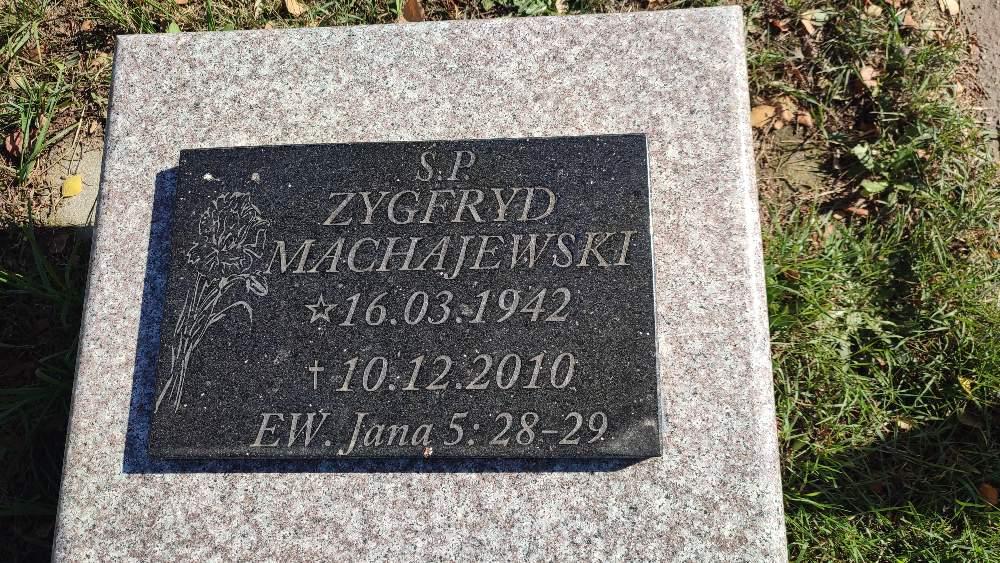 S.P.
ZYGFRYD
MACHAJEWSKI
☆16.03.1942
✝10.12.2010
EW. Jana 5: 28-29